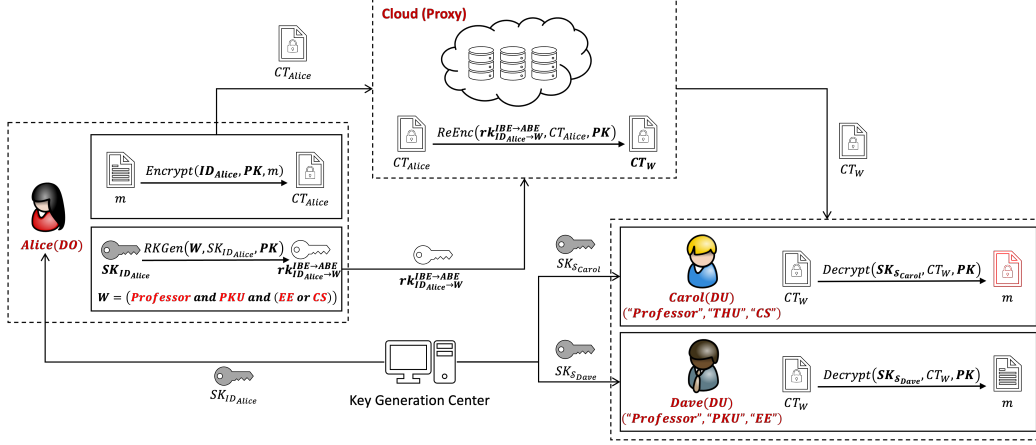 Cloud (Proxy)
CT_Alice
ReEnc(rk^{IBE→ABE}_{ID_Alice→W}, CT_Alice, PK)
CT_Alice
CT_W
Encrypt(ID_Alice, PK, m)
m
CT_Alice
Alice(DO)
RKGen(W, SK_{ID_Alice}, PK)
SK_{ID_Alice}
rk^{IBE→ABE}_{ID_Alice→W}
W = (Professor and PKU and (EE or CS))
rk^{IBE→ABE}_{ID_Alice→W}
CT_W
SK_{S_Carol}
Decrypt(SK_{S_Carol}, CT_W, PK)
CT_W
m
Carol(DU)
("Professor", "THU", "CS")
SK_{S_Dave}
Decrypt(SK_{S_Dave}, CT_W, PK)
CT_W
m
Dave(DU)
("Professor", "PKU", "EE")
SK_{ID_Alice}
Key Generation Center